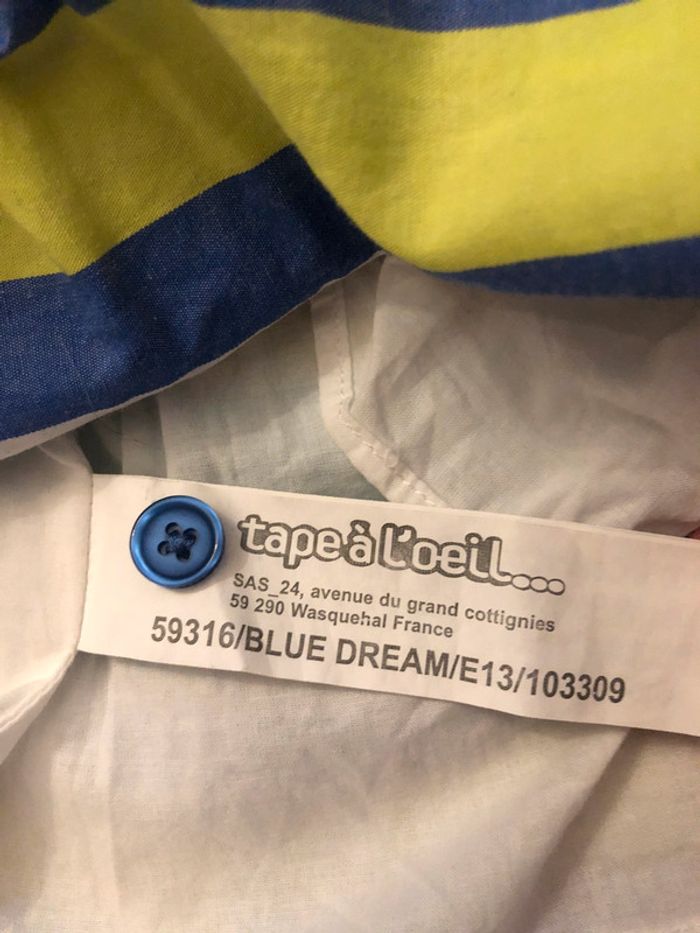 tape à l'oeil....
SAS_24, avenue du grand cottignies
59 290 Wasquehal France
59316/BLUE DREAM/E13/103309